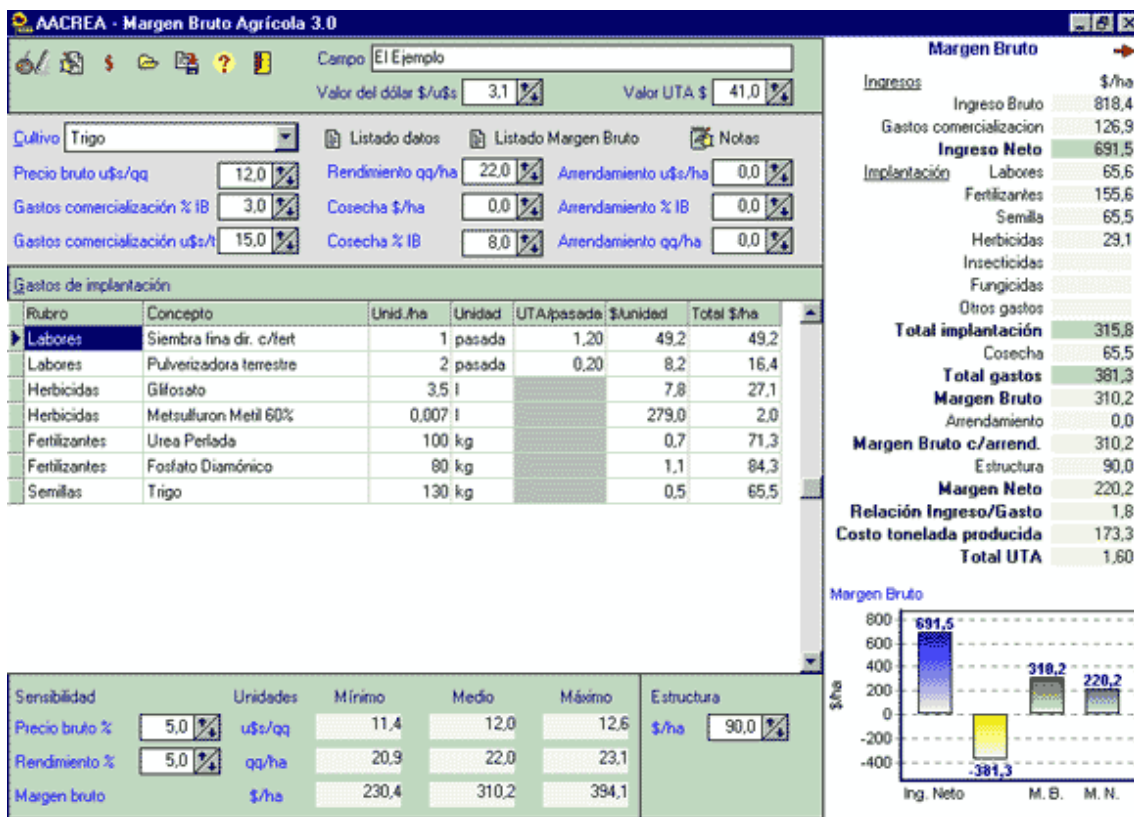 AACREA - Margen Bruto Agrícola 3.0
Campo El Ejemplo
Valor del dólar $/u$s 3,1 Valor UTA $ 41,0
Cultivo Trigo Listado datos Listado Margen Bruto Notas
Precio bruto u$s/qq 12,0 Rendimiento qq/ha 22,0 Arrendamiento u$s/ha 0,0
Gastos comercialización % IB 3,0 Cosecha $/ha 0,0 Arrendamiento % IB 0,0
Gastos comercialización u$s/t 15,0 Cosecha % IB 8,0 Arrendamiento qq/ha 0,0
Gastos de implantación
Rubro Concepto Unid./ha Unidad UTA/pasada $/unidad Total $/ha
Labores Siembra fina dir. c/fert 1 pasada 1,20 49,2 49,2
Labores Pulverizadora terrestre 2 pasada 0,20 8,2 16,4
Herbicidas Glifosato 3,5 l 7,8 27,1
Herbicidas Metsulfuron Metil 60% 0,007 l 279,0 2,0
Fertilizantes Urea Perlada 100 kg 0,7 71,3
Fertilizantes Fosfato Diamónico 80 kg 1,1 84,3
Semillas Trigo 130 kg 0,5 65,5
Sensibilidad Unidades Mínimo Medio Máximo Estructura
Precio bruto % 5,0 u$s/qq 11,4 12,0 12,6 $/ha 90,0
Rendimiento % 5,0 qq/ha 20,9 22,0 23,1
Margen bruto $/ha 230,4 310,2 394,1
Margen Bruto
Ingresos $/ha
Ingreso Bruto 818,4
Gastos comercializacion 126,9
Ingreso Neto 691,5
Implantación Labores 65,6
Fertilizantes 155,6
Semilla 65,5
Herbicidas 29,1
Insecticidas
Fungicidas
Otros gastos
Total implantación 315,8
Cosecha 65,5
Total gastos 381,3
Margen Bruto 310,2
Arrendamiento 0,0
Margen Bruto c/arrend. 310,2
Estructura 90,0
Margen Neto 220,2
Relación Ingreso/Gasto 1,8
Costo tonelada producida 173,3
Total UTA 1,60
Margen Bruto
$/ha
800
600
400
200
0
-200
-400
691,5
-381,3
310,2
220,2
Ing. Neto M. B. M. N.